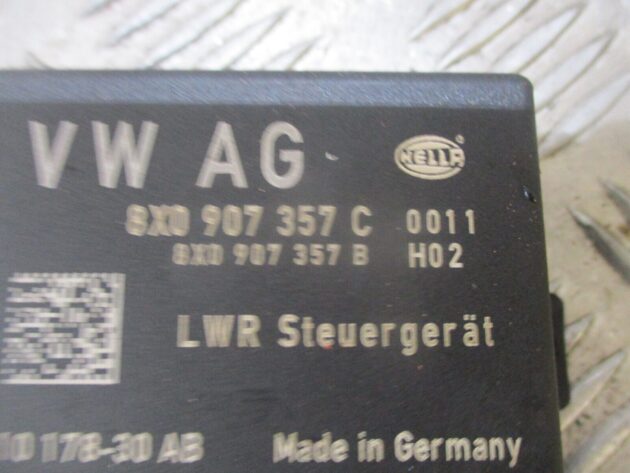 VW AG HELLA ®
8X0 907 357 C 0011
8X0 907 357 B H02
LWR Steuergerät
10 178-30 AB Made in Germany